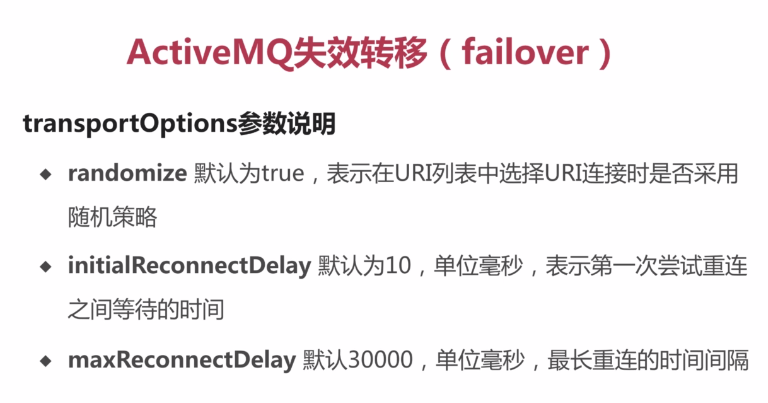 ActiveMQ失效转移（failover）
transportOptions参数说明
◆ randomize 默认为true，表示在URI列表中选择URI连接时是否采用
随机策略
◆ initialReconnectDelay 默认为10，单位毫秒，表示第一次尝试重连
之间等待的时间
◆ maxReconnectDelay 默认30000，单位毫秒，最长重连的时间间隔